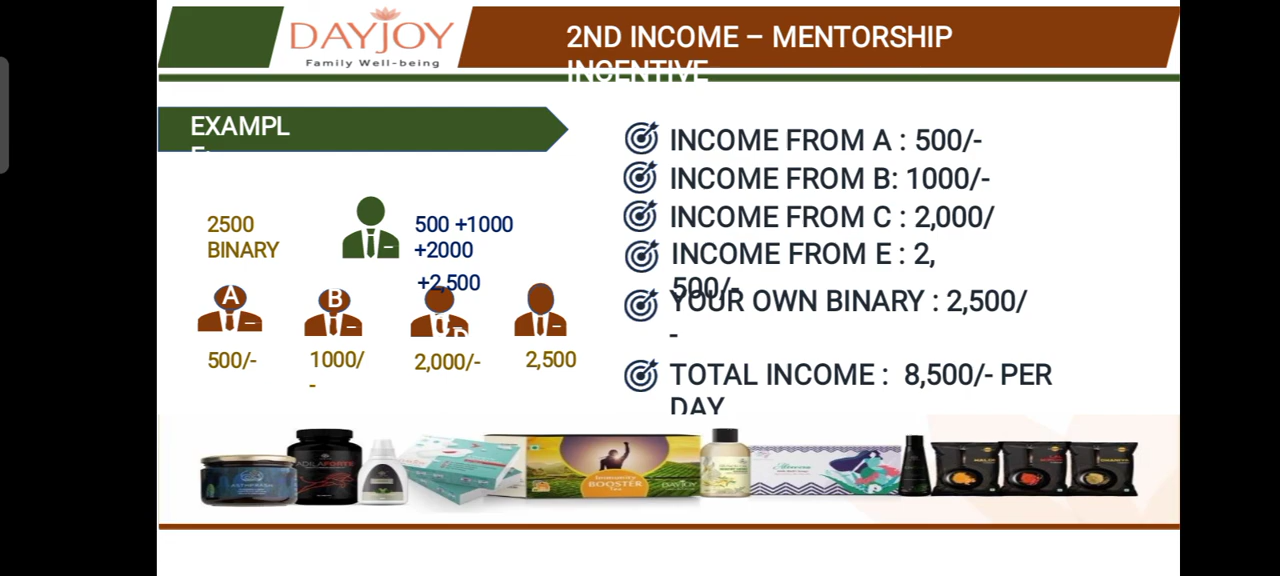 DAYJOY
Family Well-being
2ND INCOME – MENTORSHIP
INCENTIVE
EXAMPL
E:
2500
BINARY
500 +1000
+2000
+2,500
A
B
C
D
500/-
1000/
-
2,000/-
2,500
INCOME FROM A : 500/-
INCOME FROM B: 1000/-
INCOME FROM C : 2,000/
INCOME FROM E : 2,
500/-
YOUR OWN BINARY : 2,500/
-
TOTAL INCOME :  8,500/- PER
DAY
Immunity
BOOSTER
Tea
DAYJOY